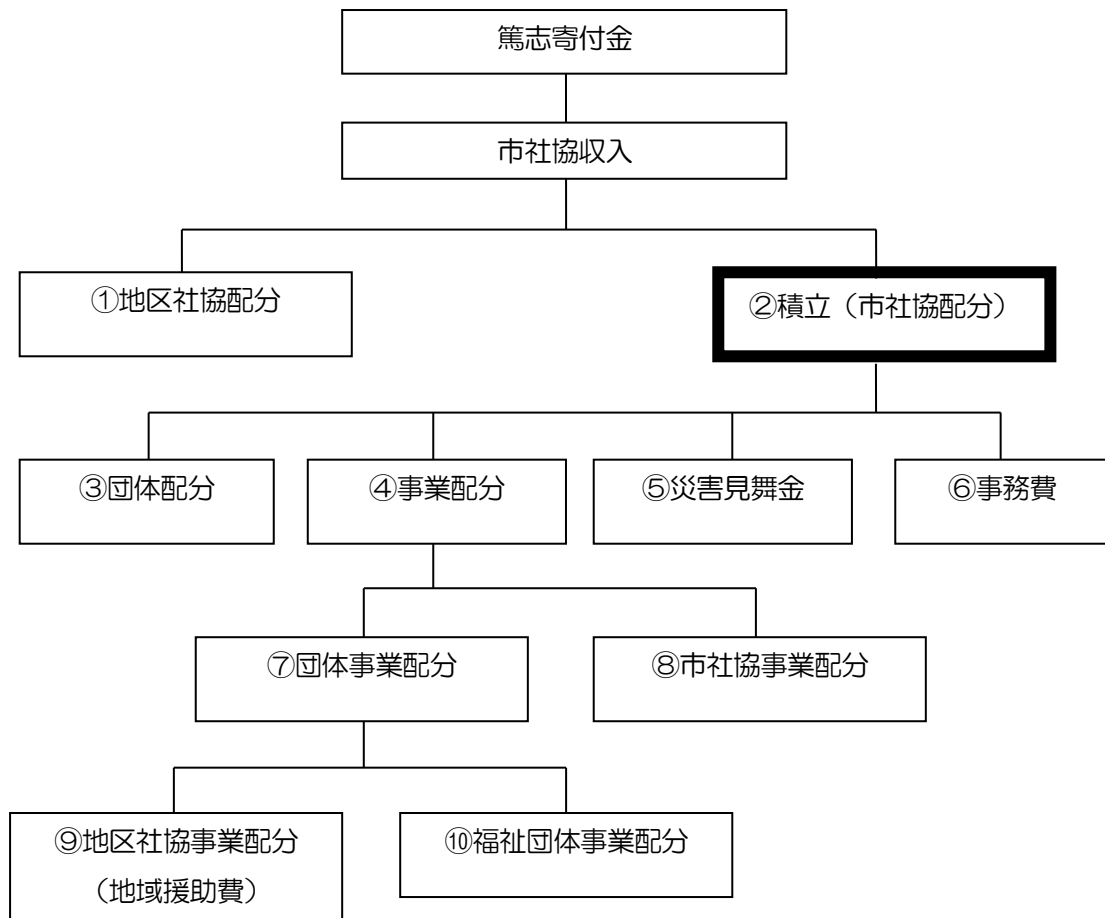 篤志寄付金
市社協収入
①地区社協配分
②積立（市社協配分）
③団体配分
④事業配分
⑤災害見舞金
⑥事務費
⑦団体事業配分
⑧市社協事業配分
⑨地区社協事業配分
（地域援助費）
⑩福祉団体事業配分